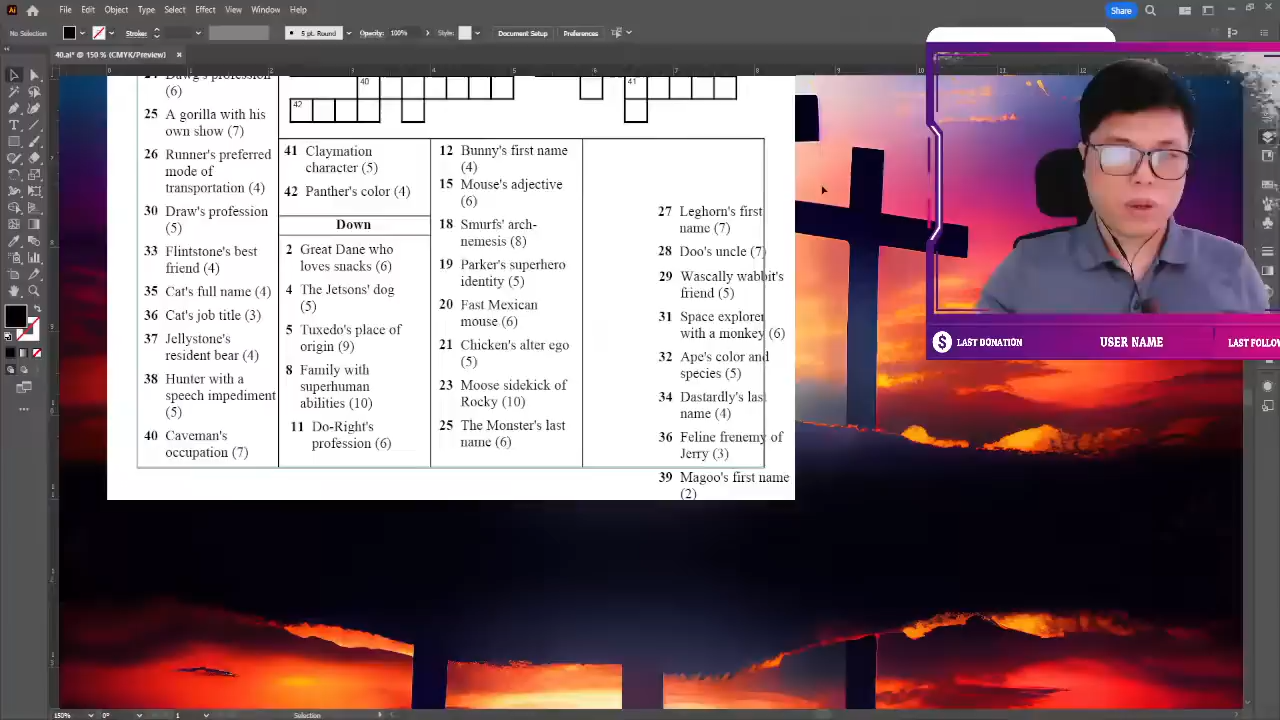 File Edit Object Type Select Effect View Window Help
Share
No Selection
Stroke:
5 pt. Round
Opacity: 100%
Style:
Document Setup
Preferences
40.ai* @ 150 % (CMYK/Preview)
(6)
25 A gorilla with his
own show (7)
26 Runner's preferred
mode of
transportation (4)
30 Draw's profession
(5)
33 Flintstone's best
friend (4)
35 Cat's full name (4)
36 Cat's job title (3)
37 Jellystone's
resident bear (4)
38 Hunter with a
speech impediment
(5)
40 Caveman's
occupation (7)
40
41
42
41 Claymation
character (5)
42 Panther's color (4)
Down
2 Great Dane who
loves snacks (6)
4 The Jetsons' dog
(5)
5 Tuxedo's place of
origin (9)
8 Family with
superhuman
abilities (10)
11 Do-Right's
profession (6)
12 Bunny's first name
(4)
15 Mouse's adjective
(6)
18 Smurfs' arch-
nemesis (8)
19 Parker's superhero
identity (5)
20 Fast Mexican
mouse (6)
21 Chicken's alter ego
(5)
23 Moose sidekick of
Rocky (10)
25 The Monster's last
name (6)
27 Leghorn's first
name (7)
28 Doo's uncle (7)
29 Wascally wabbit's
friend (5)
31 Space explorer
with a monkey (6)
32 Ape's color and
species (5)
34 Dastardly's last
name (4)
36 Feline frenemy of
Jerry (3)
39 Magoo's first name
(2)
$ LAST DONATION
USER NAME
LAST FOLLOW
150%
0°
1
Selection